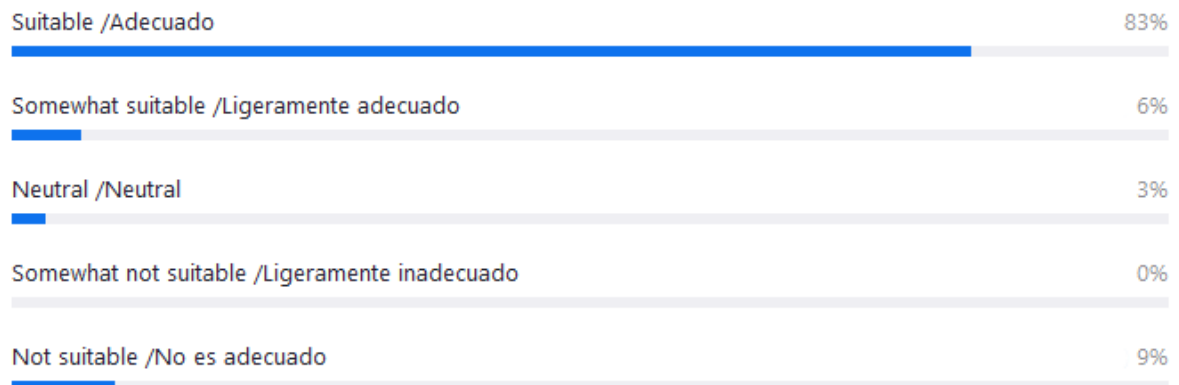 Suitable /Adecuado 83%
Somewhat suitable /Ligeramente adecuado 6%
Neutral /Neutral 3%
Somewhat not suitable /Ligeramente inadecuado 0%
Not suitable /No es adecuado 9%